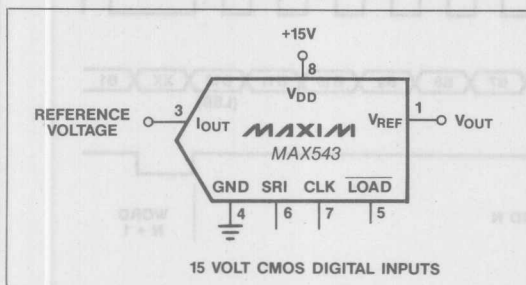 +15V
8
VDD
REFERENCE
VOLTAGE
3
IOUT
MAXIM
MAX543
VREF
1
VOUT
GND SRI CLK LOAD
4 6 7 5
15 VOLT CMOS DIGITAL INPUTS